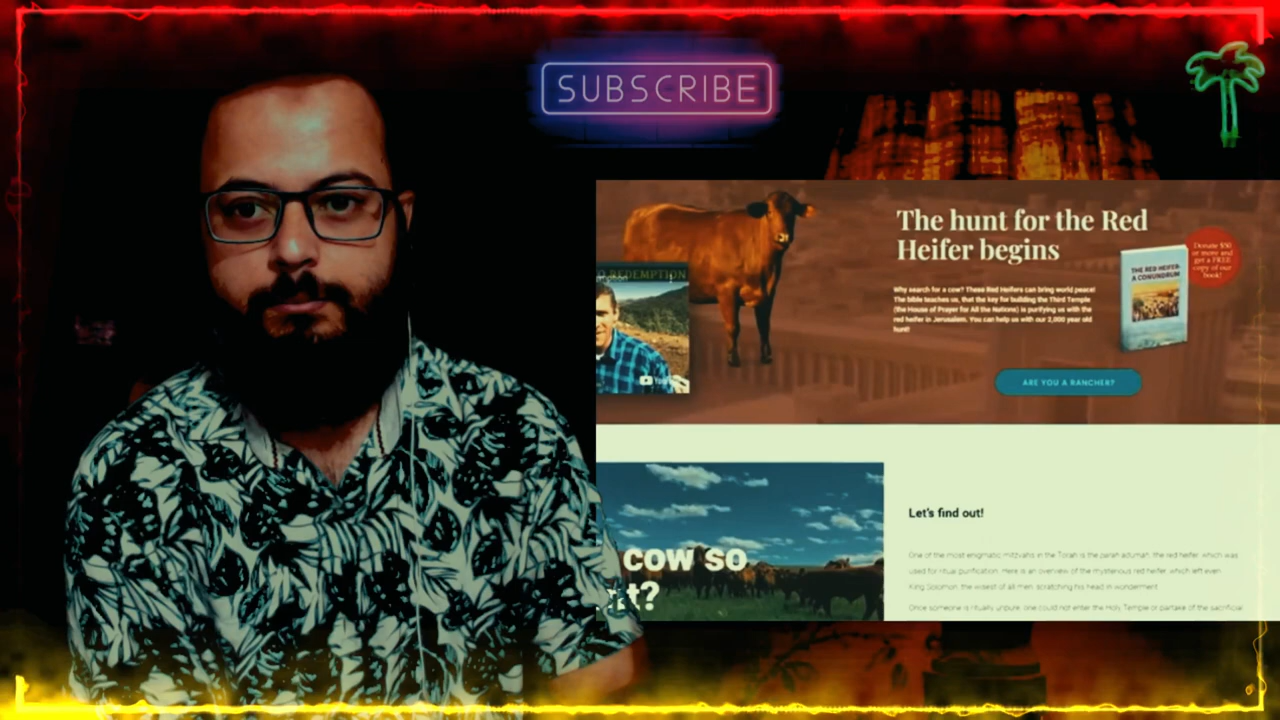 SUBSCRIBE
The hunt for the Red
Heifer begins
Donate $50
or more and
get a FREE
copy of our
book!
O REDEMPTION
THE RED HEIFER:
A CONUNDRUM
Why search for a cow? These Red Heifers can bring world peace!
The bible teaches us, that the key for building the Third Temple
(the House of Prayer for All the Nations) is purifying us with the
red heifer in Jerusalem. You can help us with our 2,000 year old
hunt!
ARE YOU A RANCHER?
Let's find out!
cow so
t?
One of the most enigmatic mitzvahs in the Torah is the parah adumah, the red heifer, which was
used for ritual purification. Here is an overview of the mysterious red heifer, which left even
King Solomon, the wisest of all men, scratching his head in wonderment.
Once someone is ritually unpure, one could not enter the Holy Temple or partake of the sacrificial